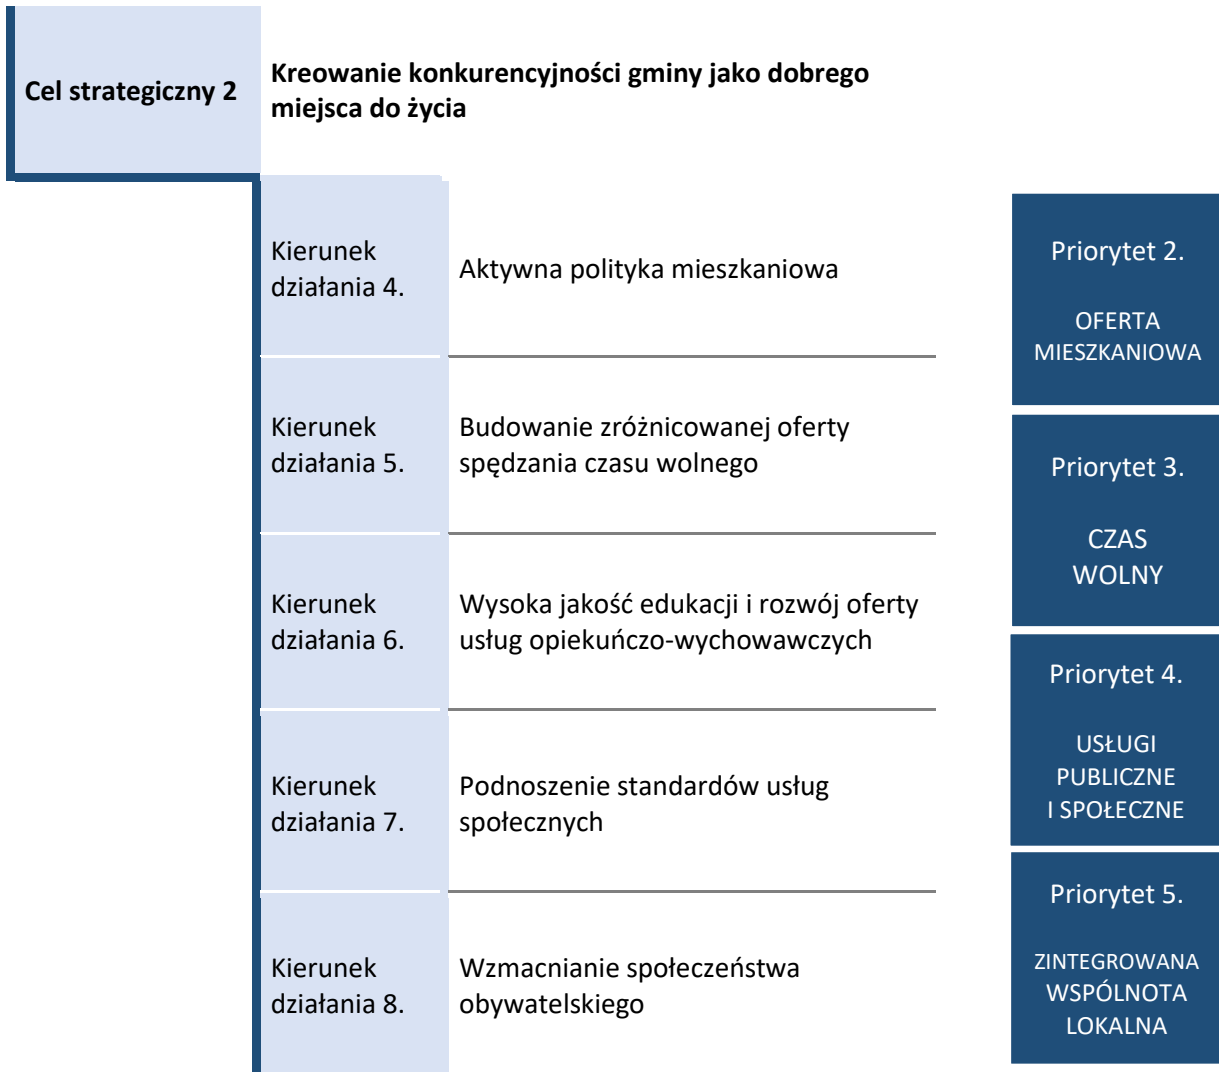 Cel strategiczny 2
Kreowanie konkurencyjności gminy jako dobrego
miejsca do życia
Kierunek
działania 4.
Aktywna polityka mieszkaniowa
Kierunek
działania 5.
Budowanie zróżnicowanej oferty
spędzania czasu wolnego
Kierunek
działania 6.
Wysoka jakość edukacji i rozwój oferty
usług opiekuńczo-wychowawczych
Kierunek
działania 7.
Podnoszenie standardów usług
społecznych
Kierunek
działania 8.
Wzmacnianie społeczeństwa
obywatelskiego
Priorytet 2.
OFERTA
MIESZKANIOWA
Priorytet 3.
CZAS
WOLNY
Priorytet 4.
USŁUGI
PUBLICZNE
I SPOŁECZNE
Priorytet 5.
ZINTEGROWANA
WSPÓLNOTA
LOKALNA